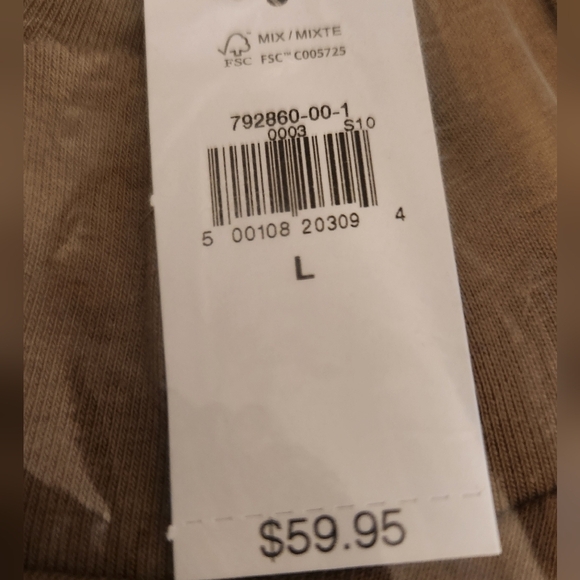 MIX / MIXTE
FSC FSC™ C005725
792860-00-1
0003 S10
5 00108 20309 4
L
$59.95